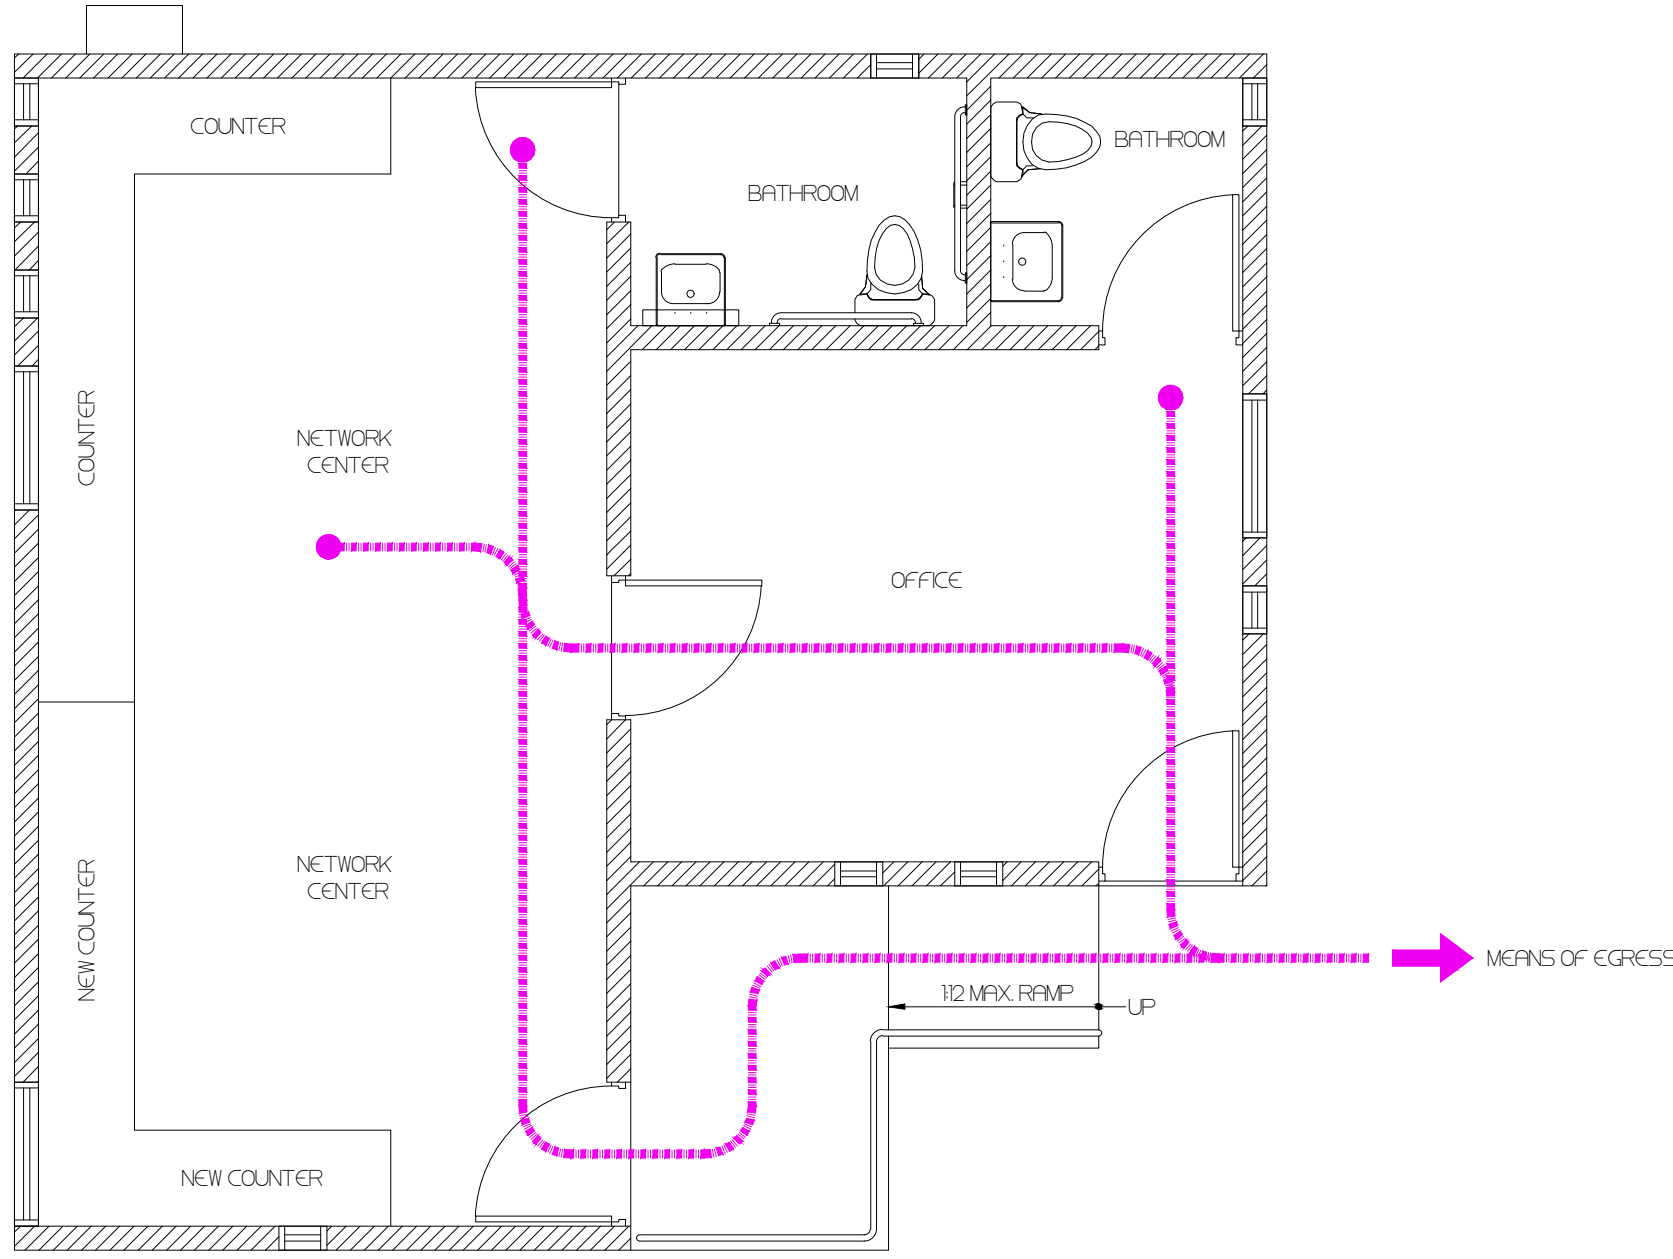 COUNTER
BATHROOM
BATHROOM
COUNTER
NETWORK
CENTER
OFFICE
NETWORK
CENTER
NEW COUNTER
MEANS OF EGRESS
1:12 MAX. RAMP
UP
NEW COUNTER